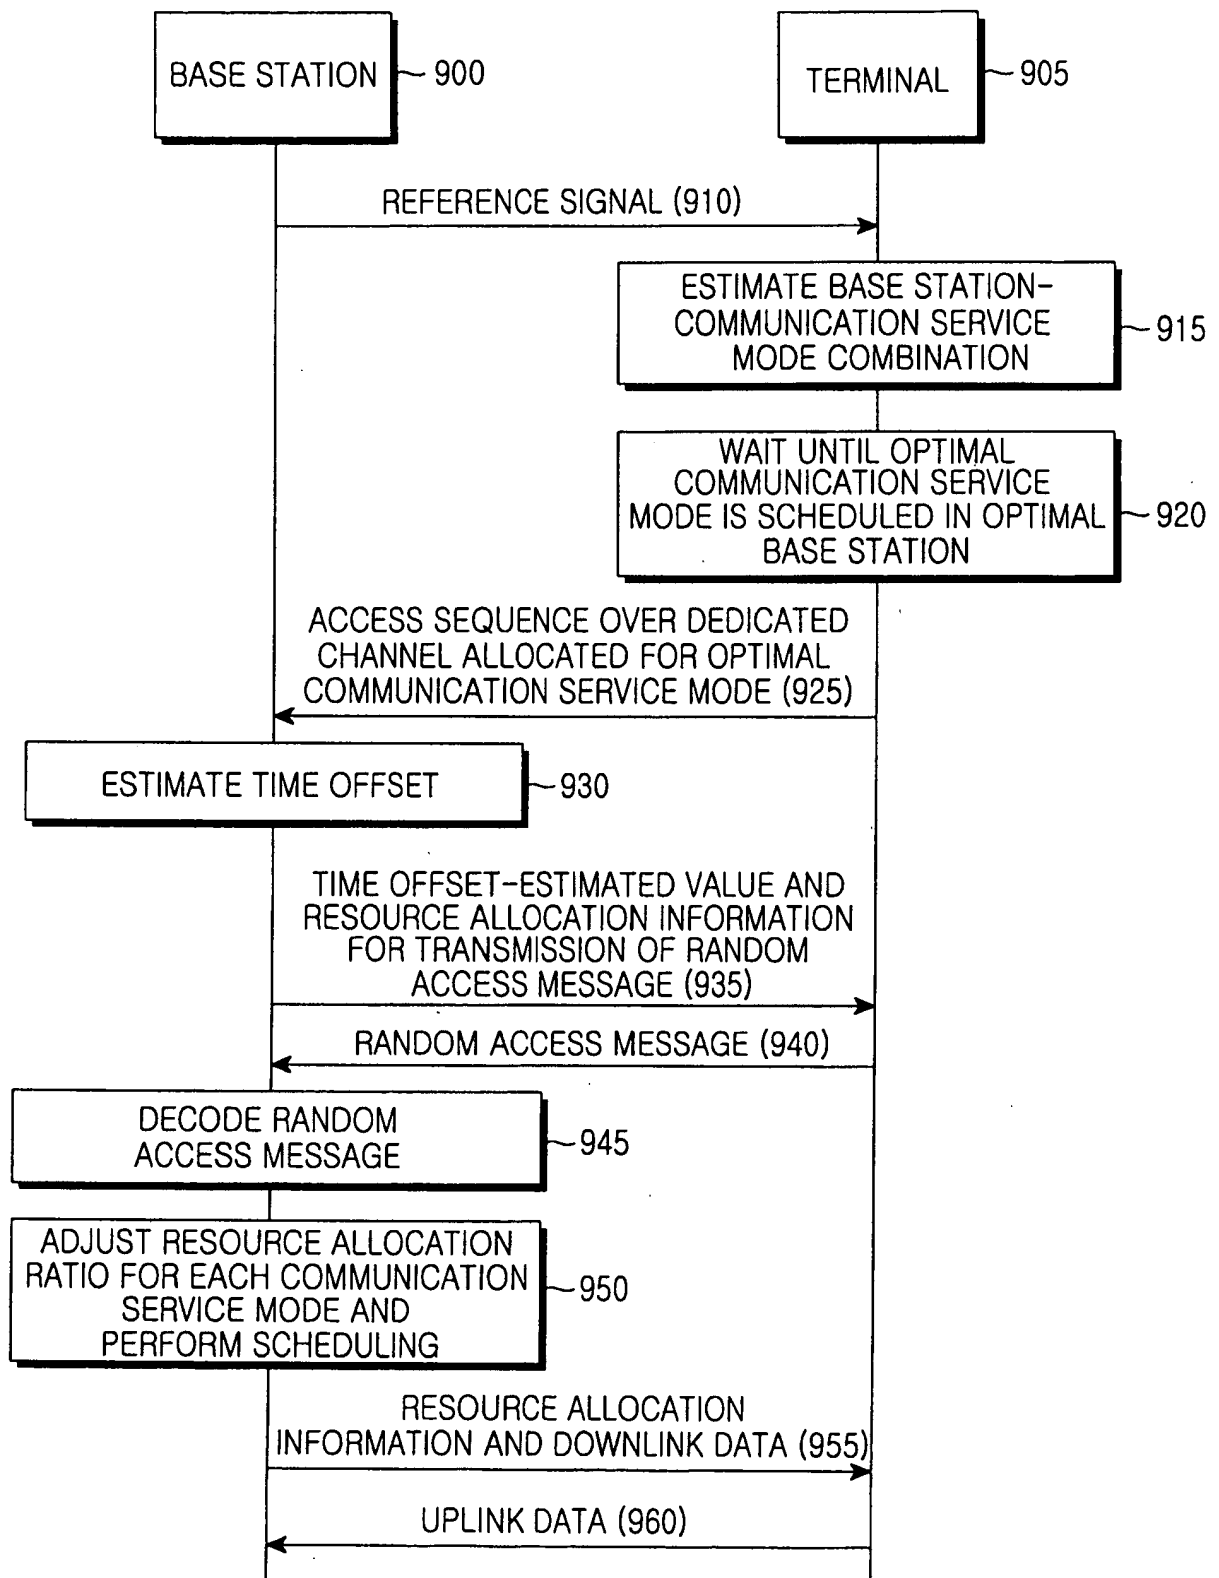 BASE STATION
900
TERMINAL
905
REFERENCE SIGNAL (910)
ESTIMATE BASE STATION-
COMMUNICATION SERVICE
MODE COMBINATION
915
WAIT UNTIL OPTIMAL
COMMUNICATION SERVICE
MODE IS SCHEDULED IN OPTIMAL
BASE STATION
920
ACCESS SEQUENCE OVER DEDICATED
CHANNEL ALLOCATED FOR OPTIMAL
COMMUNICATION SERVICE MODE (925)
ESTIMATE TIME OFFSET
930
TIME OFFSET-ESTIMATED VALUE AND
RESOURCE ALLOCATION INFORMATION
FOR TRANSMISSION OF RANDOM
ACCESS MESSAGE (935)
RANDOM ACCESS MESSAGE (940)
DECODE RANDOM
ACCESS MESSAGE
945
ADJUST RESOURCE ALLOCATION
RATIO FOR EACH COMMUNICATION
SERVICE MODE AND
PERFORM SCHEDULING
950
RESOURCE ALLOCATION
INFORMATION AND DOWNLINK DATA (955)
UPLINK DATA (960)